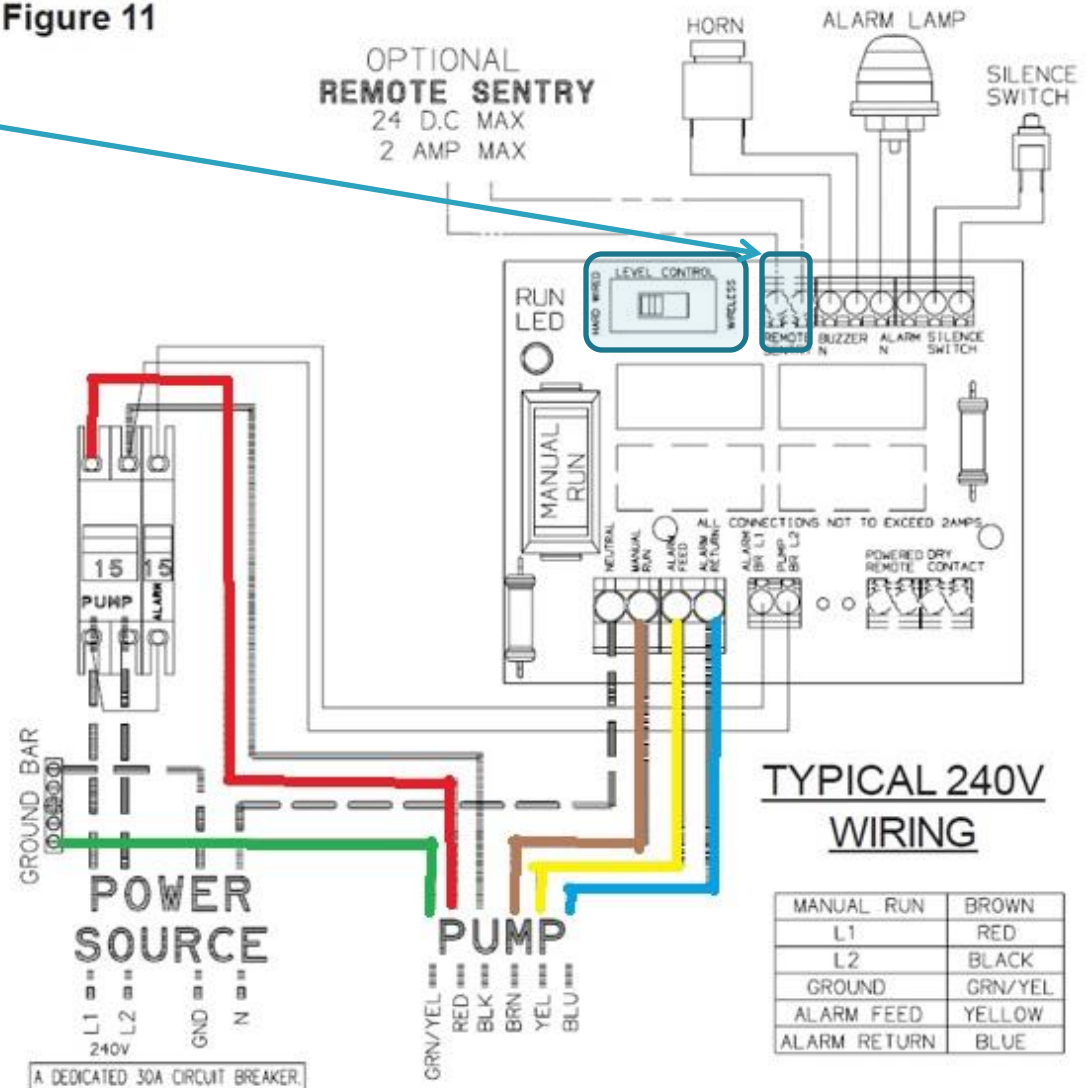 Figure 11
OPTIONAL
REMOTE SENTRY
24 D.C MAX
2 AMP MAX
HORN
ALARM LAMP
SILENCE
SWITCH
RUN
LED
HARD WIRED
LEVEL CONTROL
WIRELESS
REMOTE
BUZZER
N
ALARM
N
SILENCE
SWITCH
MANUAL
RUN
15
PUMP
15
ALARM
ALL CONNECTIONS NOT TO EXCEED 2AMPS
NEUTRAL
MANUAL
RUN
ALARM
FEED
ALARM
RETURN
ALARM
BR L1
PUMP
BR L2
POWERED
REMOTE
DRY
CONTACT
GROUND BAR
POWER
SOURCE
L1
L2
240V
GND
N
A DEDICATED 30A CIRCUIT BREAKER.
PUMP
GRN/YEL
RED
BLK
BRN
YEL
BLU
TYPICAL 240V
WIRING
MANUAL RUN BROWN
L1 RED
L2 BLACK
GROUND GRN/YEL
ALARM FEED YELLOW
ALARM RETURN BLUE